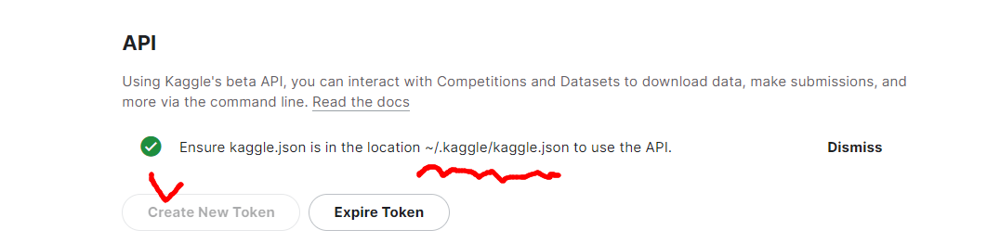 API
Using Kaggle's beta API, you can interact with Competitions and Datasets to download data, make submissions, and
more via the command line. Read the docs
Ensure kaggle.json is in the location ~/.kaggle/kaggle.json to use the API. Dismiss
Create New Token Expire Token